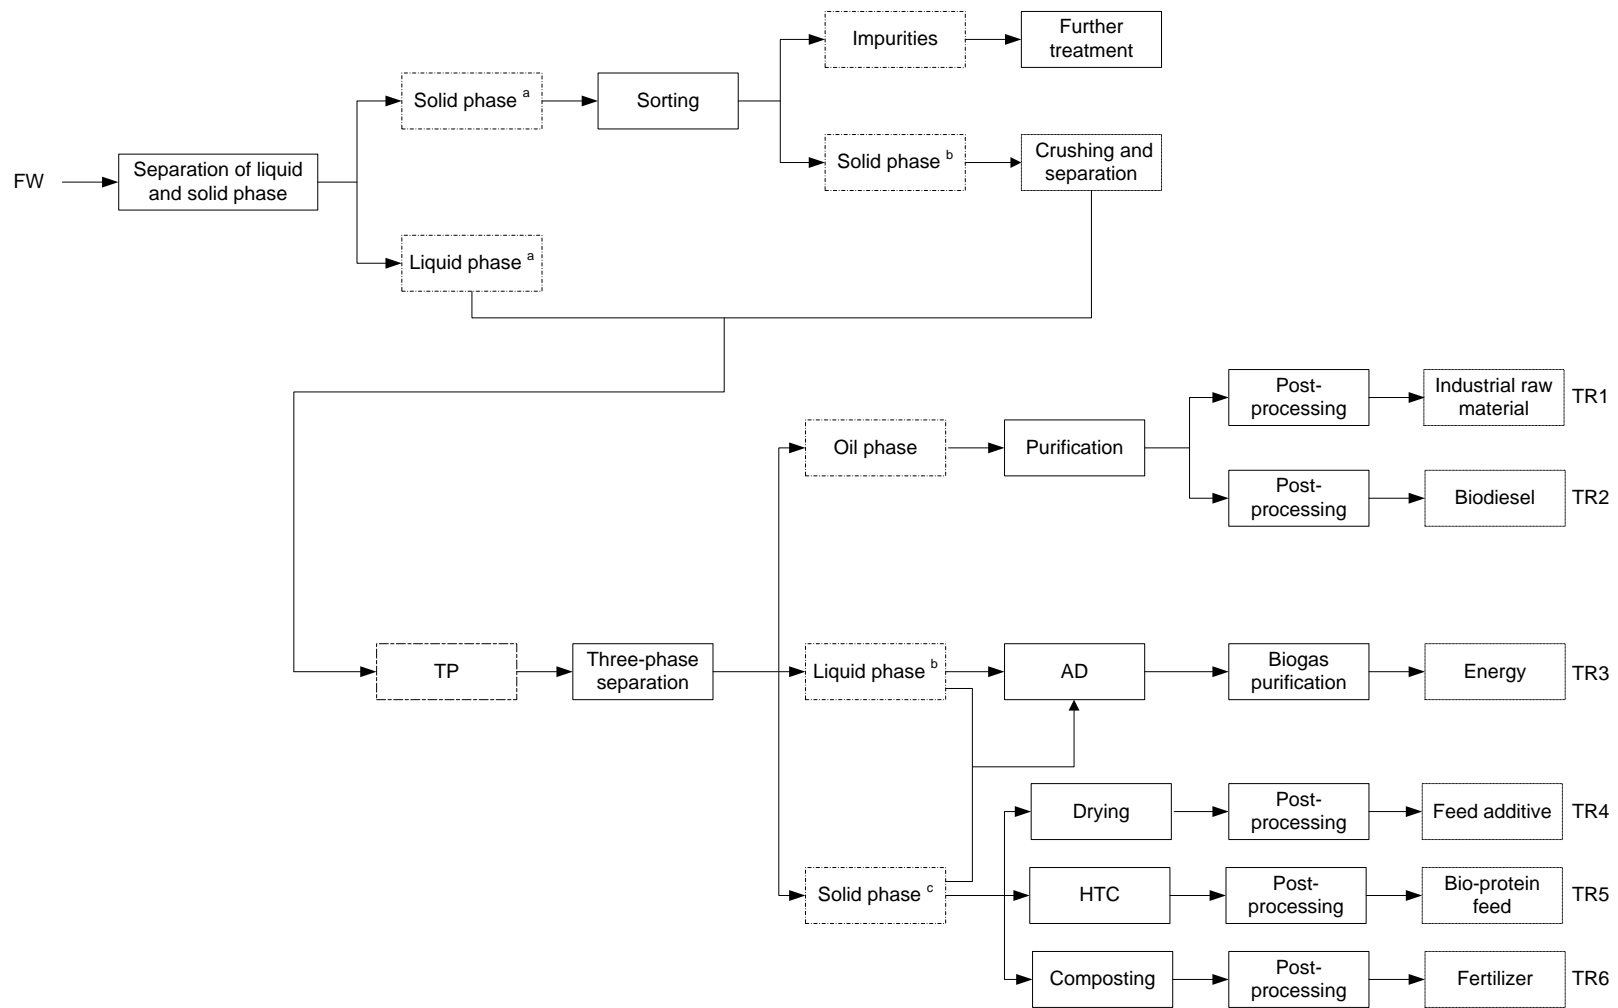 Impurities
Further
treatment
Solid phase a
Sorting
Solid phase b
Crushing and
separation
FW
Separation of liquid
and solid phase
Liquid phase a
Post-
processing
Industrial raw
material
TR1
Oil phase
Purification
Post-
processing
Biodiesel
TR2
TP
Three-phase
separation
Liquid phase b
AD
Biogas
purification
Energy
TR3
Drying
Post-
processing
Feed additive
TR4
Solid phase c
HTC
Post-
processing
Bio-protein
feed
TR5
Composting
Post-
processing
Fertilizer
TR6